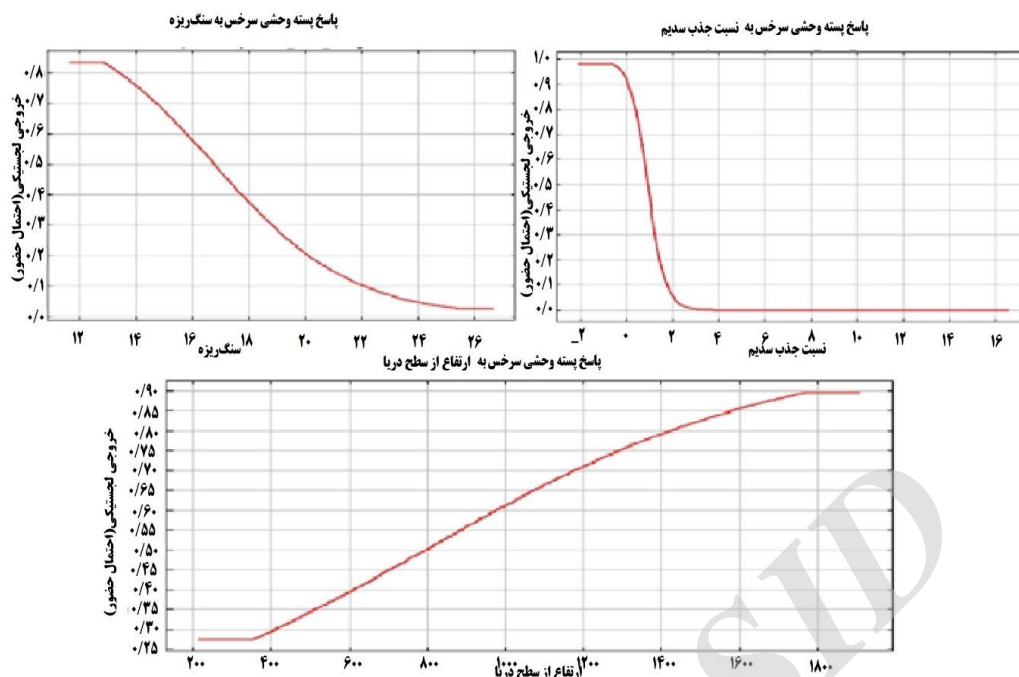 پاسخ پسته وحشی سرخس به سنگ‌ریزه
خروجی لجستیکی(احتمال حضور)
۰/۸
۰/۷
۰/۶
۰/۵
۰/۴
۰/۳
۰/۲
۰/۱
۰/۰
۱۲ ۱۴ ۱۶ ۱۸ ۲۰ ۲۲ ۲۴ ۲۶
سنگ‌ریزه
پاسخ پسته وحشی سرخس به نسبت جذب سدیم
خروجی لجستیکی(احتمال حضور)
۱/۰
۰/۹
۰/۸
۰/۷
۰/۶
۰/۵
۰/۴
۰/۳
۰/۲
۰/۱
۰/۰
_۲ ۰ ۲ ۴ ۶ ۸ ۱۰ ۱۲ ۱۴ ۱۶
نسبت جذب سدیم
پاسخ پسته وحشی سرخس به ارتفاع از سطح دریا
خروجی لجستیکی(احتمال حضور)
۰/۹۰
۰/۸۵
۰/۸۰
۰/۷۵
۰/۷۰
۰/۶۵
۰/۶۰
۰/۵۵
۰/۵۰
۰/۴۵
۰/۴۰
۰/۳۵
۰/۳۰
۰/۲۵
۲۰۰ ۴۰۰ ۶۰۰ ۸۰۰ ۱۰۰۰ ۱۲۰۰ ۱۴۰۰ ۱۶۰۰ ۱۸۰۰
ارتفاع از سطح دریا
SID